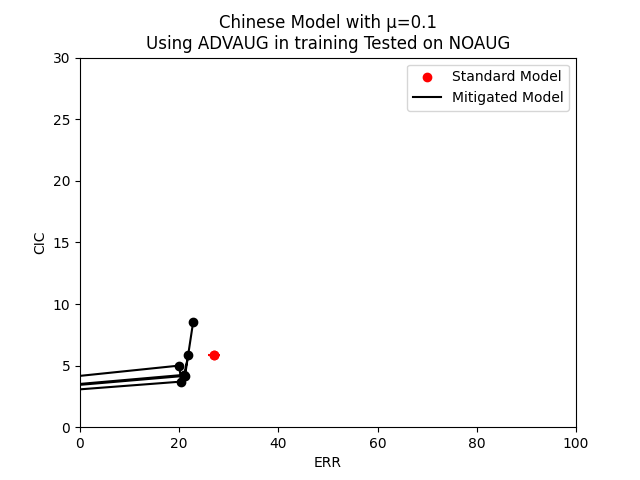 Chinese Model with μ=0.1
Using ADVAUG in training Tested on NOAUG
Standard Model
Mitigated Model
30
25
20
15
10
5
0
CIC
0 20 40 60 80 100
ERR